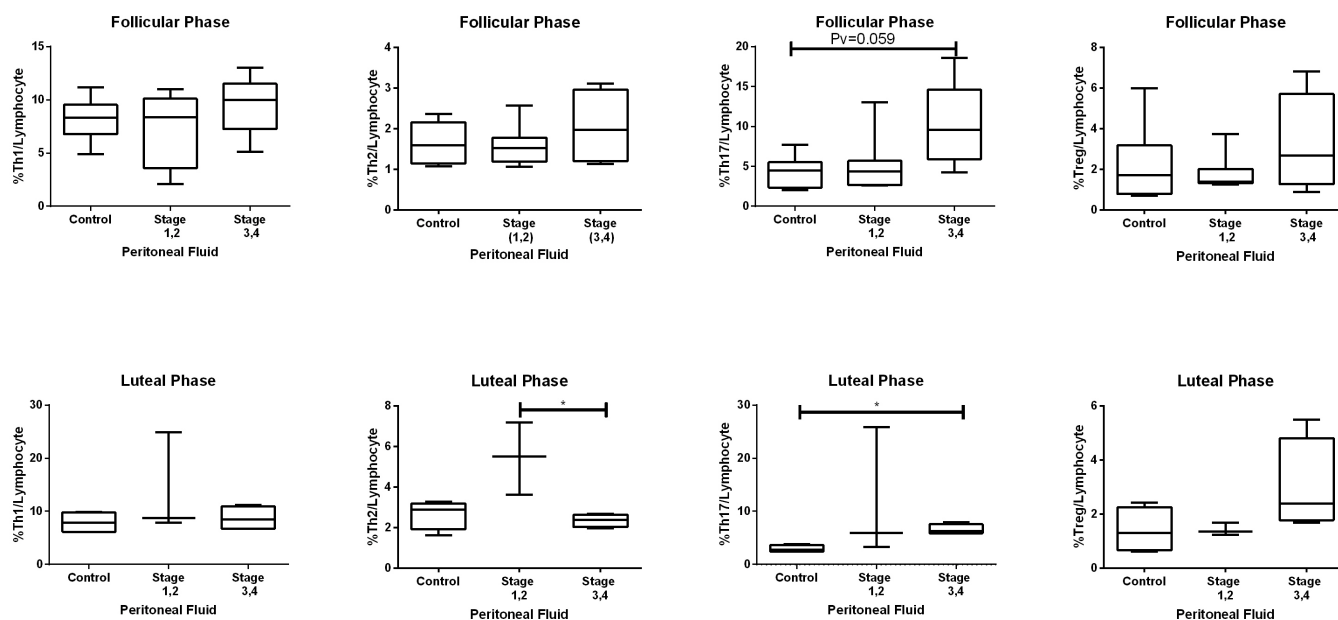 Follicular Phase
%Th1/Lymphocyte
15
10
5
0
Control
Stage
1,2
Stage
3,4
Peritoneal Fluid
Follicular Phase
%Th2/Lymphocyte
4
3
2
1
0
Control
Stage
(1,2)
Stage
(3,4)
Peritoneal Fluid
Follicular Phase
Pv=0.059
%Th17/Lymphocyte
20
15
10
5
0
Control
Stage
1,2
Stage
3,4
Peritoneal Fluid
Follicular Phase
%Treg/Lymphocyte
8
6
4
2
0
Control
Stage
1,2
Stage
3,4
Peritoneal Fluid
Luteal Phase
%Th1/Lymphocyte
30
20
10
0
Control
Stage
1,2
Stage
3,4
Peritoneal Fluid
Luteal Phase
*
%Th2/Lymphocyte
8
6
4
2
0
Control
Stage
1,2
Stage
3,4
Peritoneal Fluid
Luteal Phase
*
%Th17/Lymphocyte
30
20
10
0
Control
Stage
1,2
Stage
3,4
Peritoneal Fluid
Luteal Phase
%Treg/Lymphocyte
6
4
2
0
Control
Stage
1,2
Stage
3,4
Peritoneal Fluid